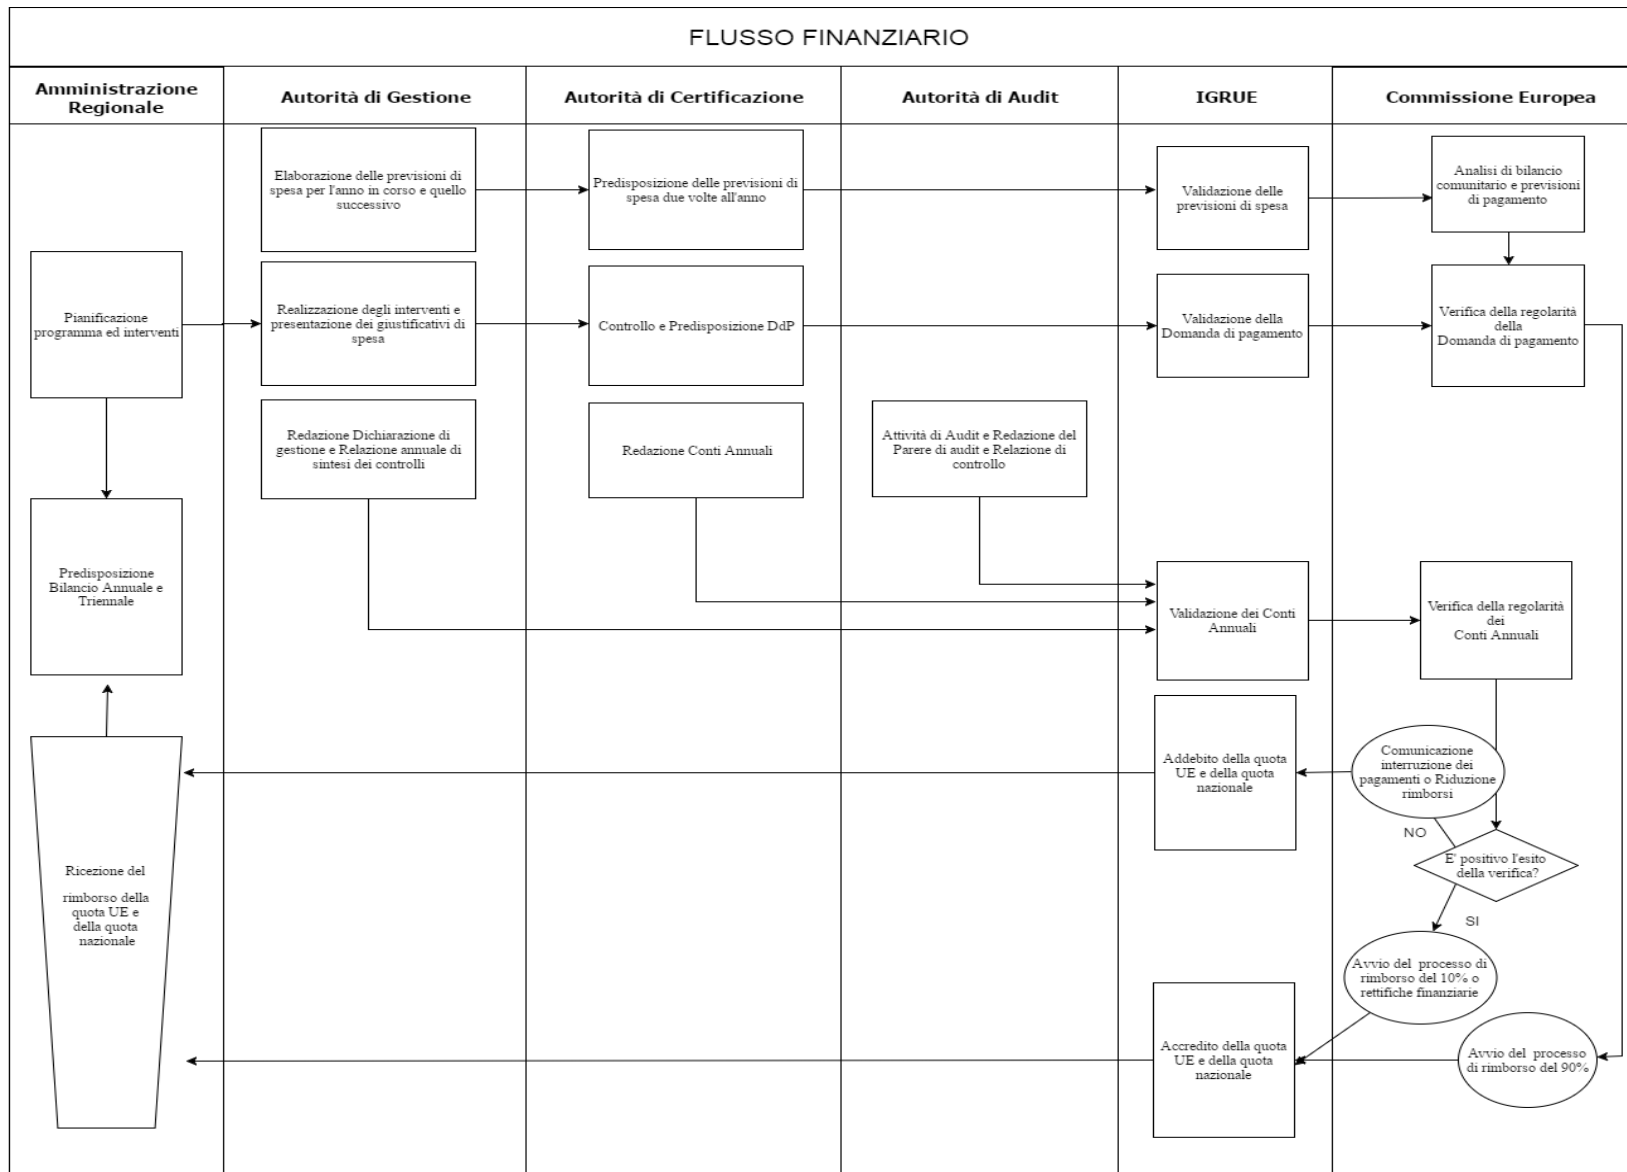 FLUSSO FINANZIARIO
Amministrazione
Regionale
Autorità di Gestione
Autorità di Certificazione
Autorità di Audit
IGRUE
Commissione Europea
Elaborazione delle previsioni di
spesa per l'anno in corso e quello
successivo
Predisposizione delle previsioni di
spesa due volte all'anno
Validazione delle
previsioni di spesa
Analisi di bilancio
comunitario e previsioni
di pagamento
Pianificazione
programma ed interventi
Realizzazione degli interventi e
presentazione dei giustificativi di
spesa
Controllo e Predisposizione DdP
Validazione della
Domanda di pagamento
Verifica della regolarità
della
Domanda di pagamento
Redazione Dichiarazione di
gestione e Relazione annuale di
sintesi dei controlli
Redazione Conti Annuali
Attività di Audit e Redazione del
Parere di audit e Relazione di
controllo
Predisposizione
Bilancio Annuale e
Triennale
Validazione dei Conti
Annuali
Verifica della regolarità
dei
Conti Annuali
Addebito della quota
UE e della quota
nazionale
Comunicazione
interruzione dei
pagamenti o Riduzione
rimborsi
NO
E' positivo l'esito
della verifica?
SI
Ricezione del
rimborso della
quota UE e
della quota
nazionale
Avvio del processo di
rimborso del 10% o
rettifiche finanziarie
Accredito della quota
UE e della quota
nazionale
Avvio del processo
di rimborso del 90%